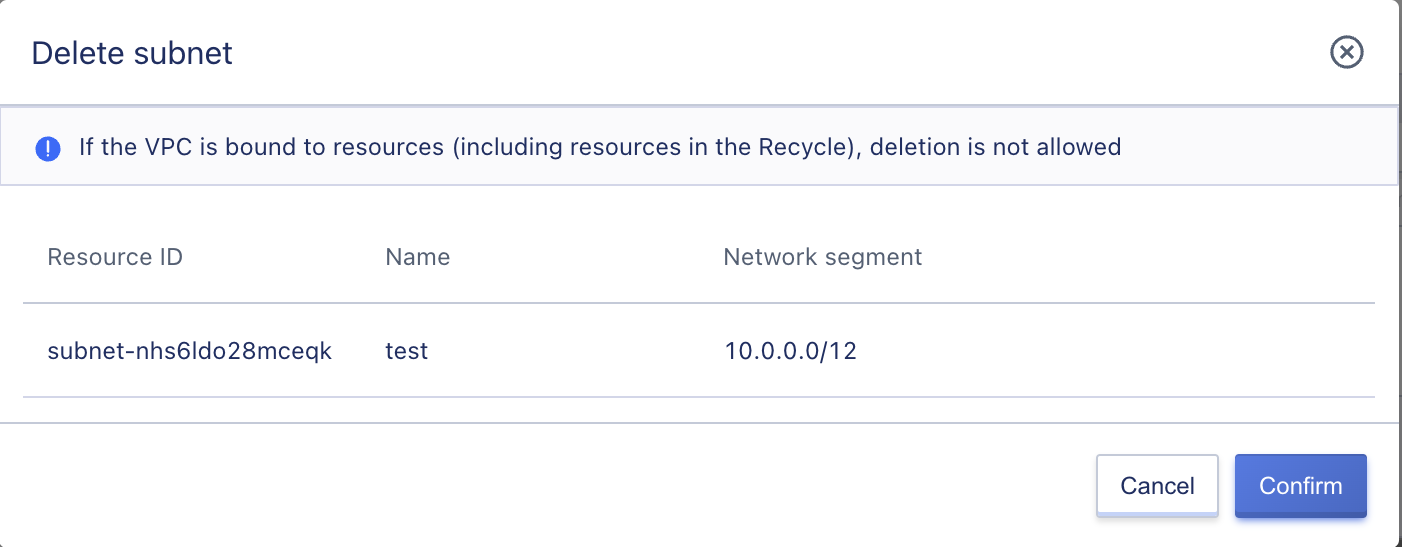 Delete subnet
If the VPC is bound to resources (including resources in the Recycle), deletion is not allowed
Resource ID Name Network segment
subnet-nhs6ldo28mceqk test 10.0.0.0/12
Cancel Confirm